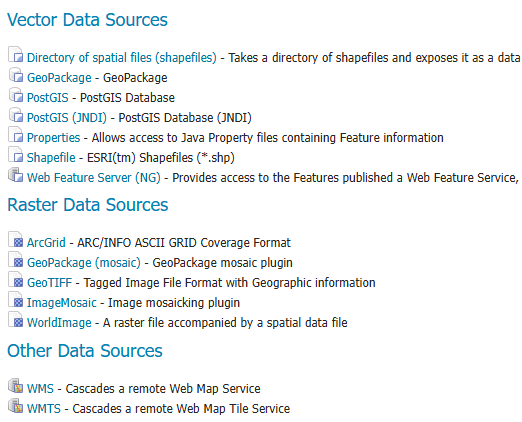 Vector Data Sources
Directory of spatial files (shapefiles) - Takes a directory of shapefiles and exposes it as a data
GeoPackage - GeoPackage
PostGIS - PostGIS Database
PostGIS (JNDI) - PostGIS Database (JNDI)
Properties - Allows access to Java Property files containing Feature information
Shapefile - ESRI(tm) Shapefiles (*.shp)
Web Feature Server (NG) - Provides access to the Features published a Web Feature Service,
Raster Data Sources
ArcGrid - ARC/INFO ASCII GRID Coverage Format
GeoPackage (mosaic) - GeoPackage mosaic plugin
GeoTIFF - Tagged Image File Format with Geographic information
ImageMosaic - Image mosaicking plugin
WorldImage - A raster file accompanied by a spatial data file
Other Data Sources
WMS - Cascades a remote Web Map Service
WMTS - Cascades a remote Web Map Tile Service